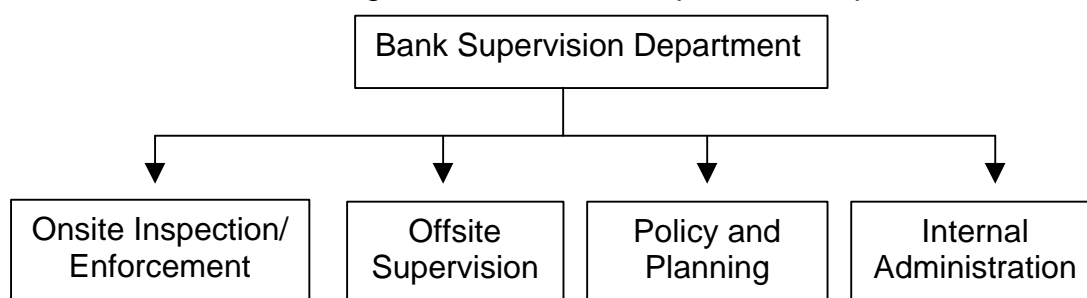 Bank Supervision Department
Onsite Inspection/
Enforcement
Offsite
Supervision
Policy and
Planning
Internal
Administration